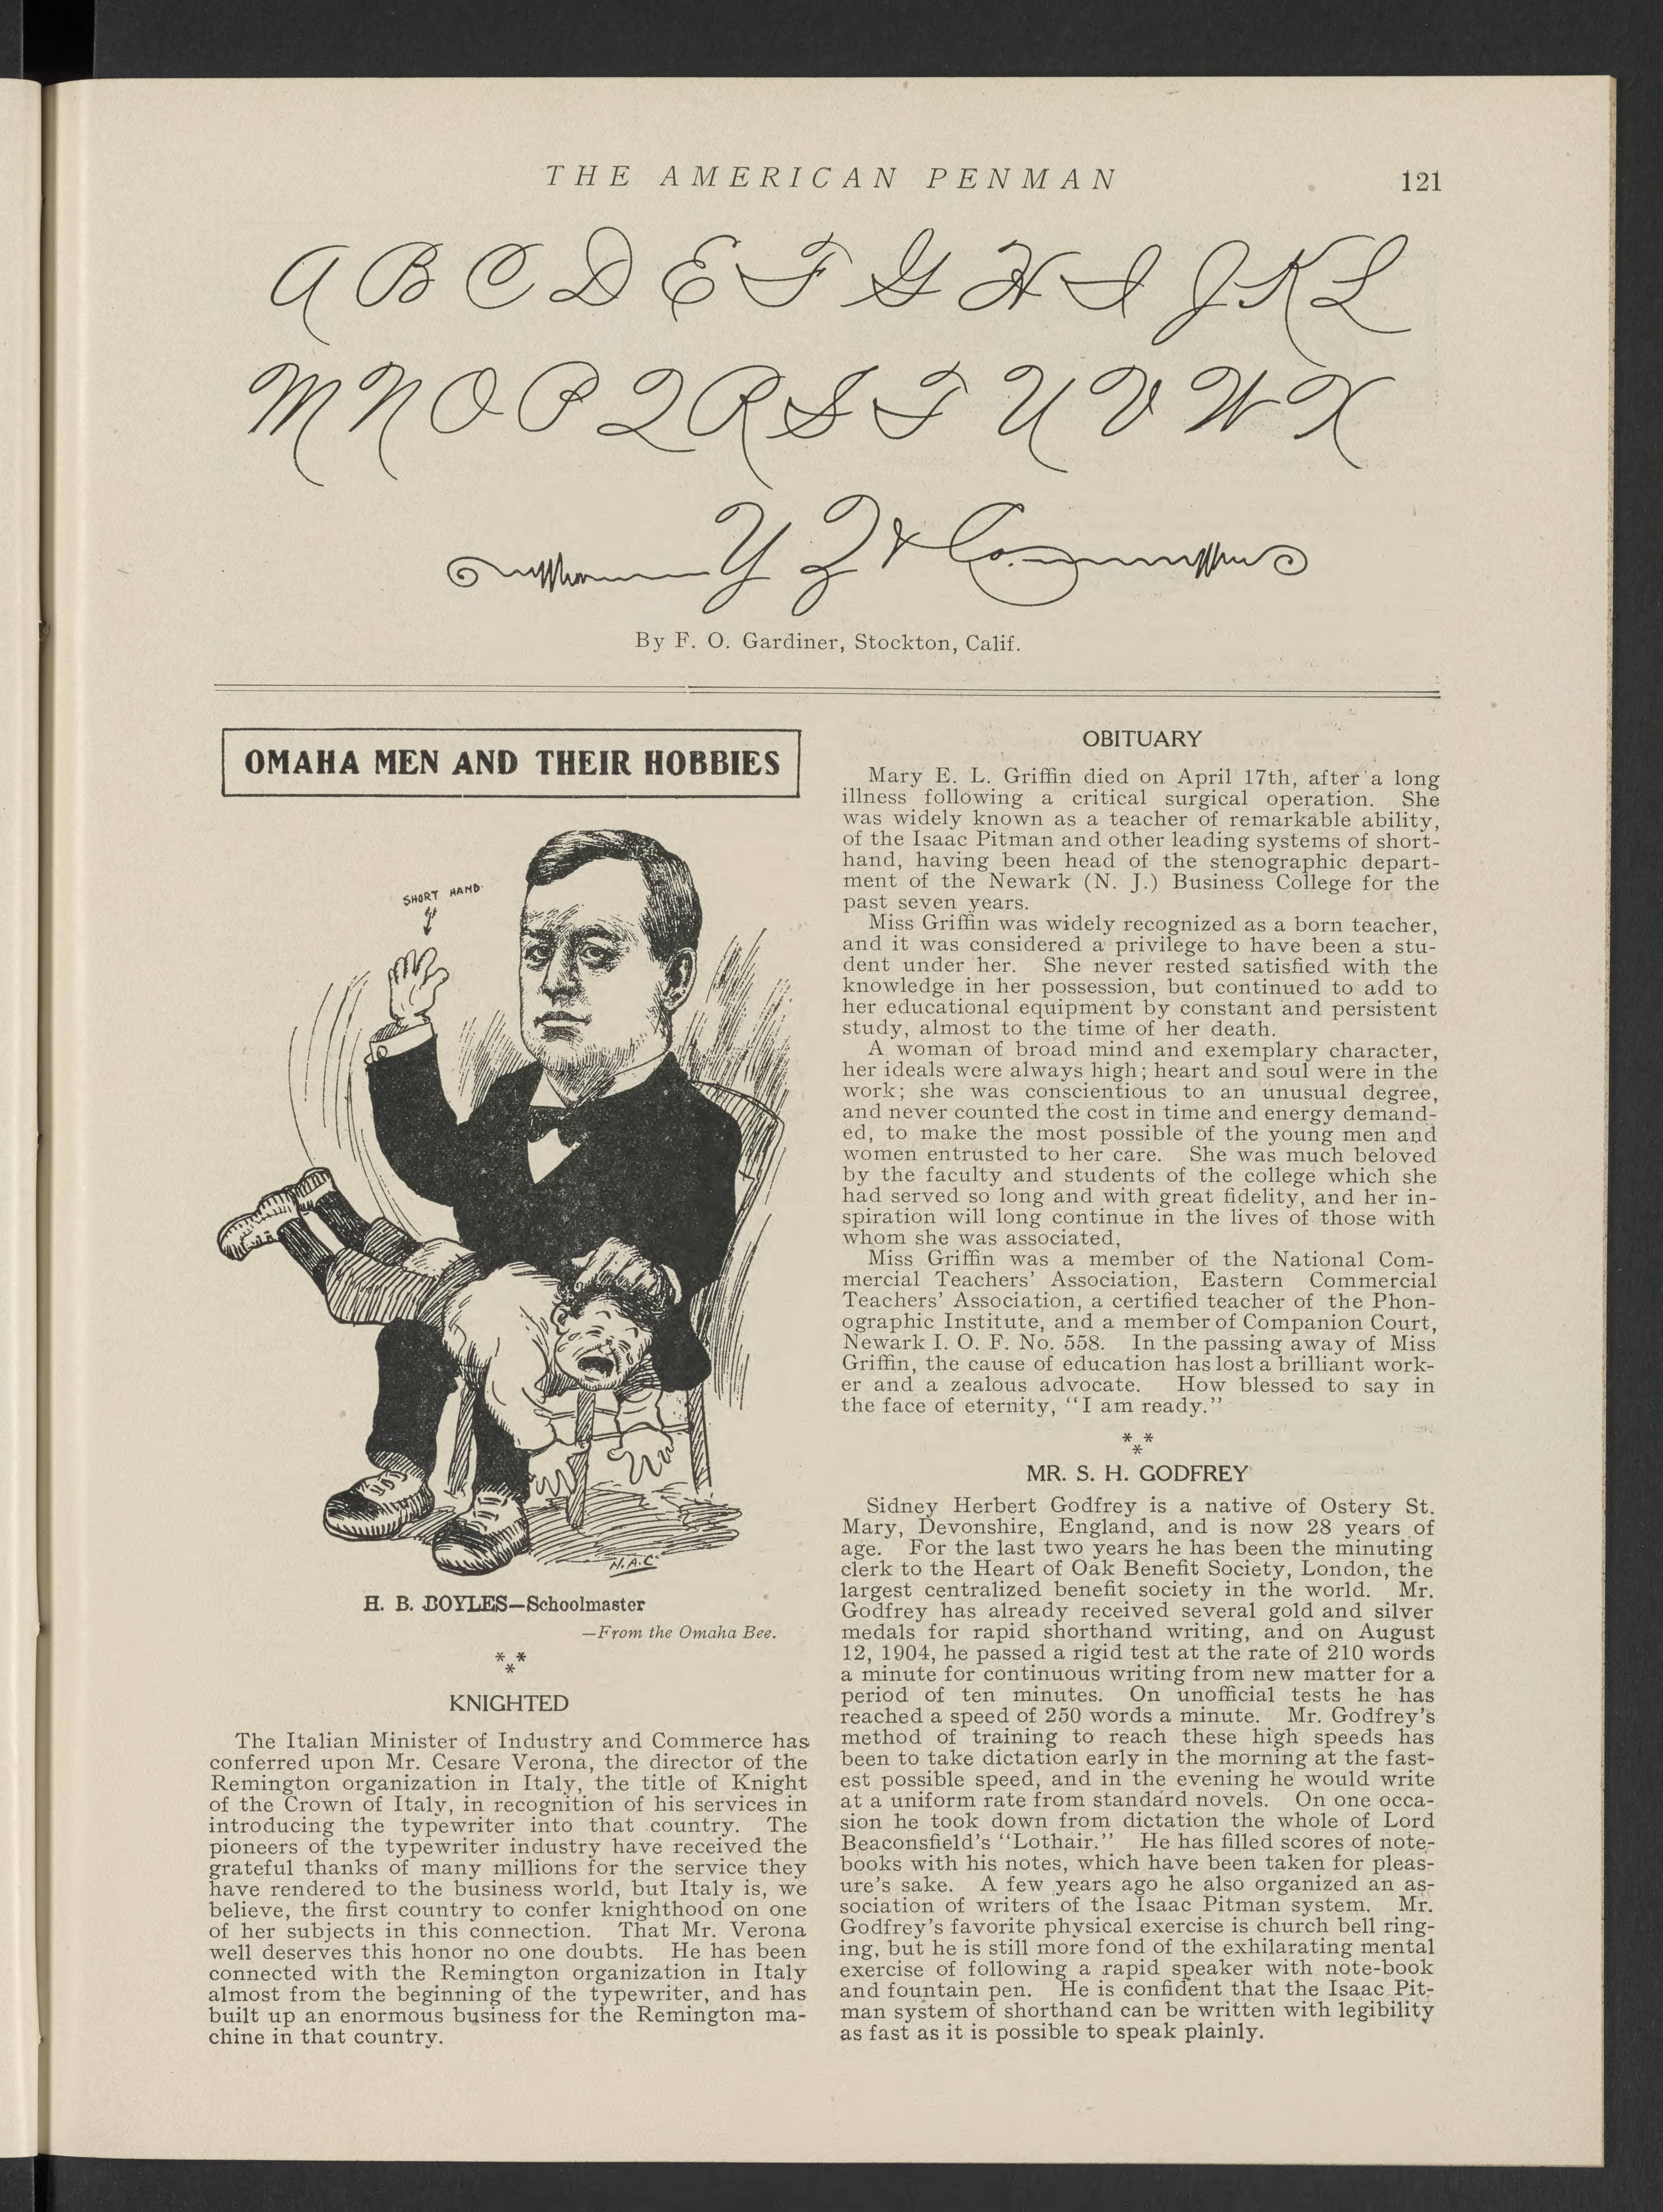 THE AMERICAN PENMAN 121
A B C D E F G H I J K L
M N O P Q R S T U V W X
Y Z & Co.
By F. O. Gardiner, Stockton, Calif.
OMAHA MEN AND THEIR HOBBIES
SHORT HAND
N.A.C
H. B. BOYLES—Schoolmaster
—From the Omaha Bee.
* * *
KNIGHTED
The Italian Minister of Industry and Commerce has
conferred upon Mr. Cesare Verona, the director of the
Remington organization in Italy, the title of Knight
of the Crown of Italy, in recognition of his services in
introducing the typewriter into that country. The
pioneers of the typewriter industry have received the
grateful thanks of many millions for the service they
have rendered to the business world, but Italy is, we
believe, the first country to confer knighthood on one
of her subjects in this connection. That Mr. Verona
well deserves this honor no one doubts. He has been
connected with the Remington organization in Italy
almost from the beginning of the typewriter, and has
built up an enormous business for the Remington ma-
chine in that country.
OBITUARY
Mary E. L. Griffin died on April 17th, after a long
illness following a critical surgical operation. She
was widely known as a teacher of remarkable ability,
of the Isaac Pitman and other leading systems of short-
hand, having been head of the stenographic depart-
ment of the Newark (N. J.) Business College for the
past seven years.
Miss Griffin was widely recognized as a born teacher,
and it was considered a privilege to have been a stu-
dent under her. She never rested satisfied with the
knowledge in her possession, but continued to add to
her educational equipment by constant and persistent
study, almost to the time of her death.
A woman of broad mind and exemplary character,
her ideals were always high; heart and soul were in the
work; she was conscientious to an unusual degree,
and never counted the cost in time and energy demand-
ed, to make the most possible of the young men and
women entrusted to her care. She was much beloved
by the faculty and students of the college which she
had served so long and with great fidelity, and her in-
spiration will long continue in the lives of those with
whom she was associated,
Miss Griffin was a member of the National Com-
mercial Teachers' Association, Eastern Commercial
Teachers' Association, a certified teacher of the Phon-
ographic Institute, and a member of Companion Court,
Newark I. O. F. No. 558. In the passing away of Miss
Griffin, the cause of education has lost a brilliant work-
er and a zealous advocate. How blessed to say in
the face of eternity, "I am ready."
* * *
MR. S. H. GODFREY
Sidney Herbert Godfrey is a native of Ostery St.
Mary, Devonshire, England, and is now 28 years of
age. For the last two years he has been the minuting
clerk to the Heart of Oak Benefit Society, London, the
largest centralized benefit society in the world. Mr.
Godfrey has already received several gold and silver
medals for rapid shorthand writing, and on August
12, 1904, he passed a rigid test at the rate of 210 words
a minute for continuous writing from new matter for a
period of ten minutes. On unofficial tests he has
reached a speed of 250 words a minute. Mr. Godfrey's
method of training to reach these high speeds has
been to take dictation early in the morning at the fast-
est possible speed, and in the evening he would write
at a uniform rate from standard novels. On one occa-
sion he took down from dictation the whole of Lord
Beaconsfield's "Lothair." He has filled scores of note-
books with his notes, which have been taken for pleas-
ure's sake. A few years ago he also organized an as-
sociation of writers of the Isaac Pitman system. Mr.
Godfrey's favorite physical exercise is church bell ring-
ing, but he is still more fond of the exhilarating mental
exercise of following a rapid speaker with note-book
and fountain pen. He is confident that the Isaac Pit-
man system of shorthand can be written with legibility
as fast as it is possible to speak plainly.